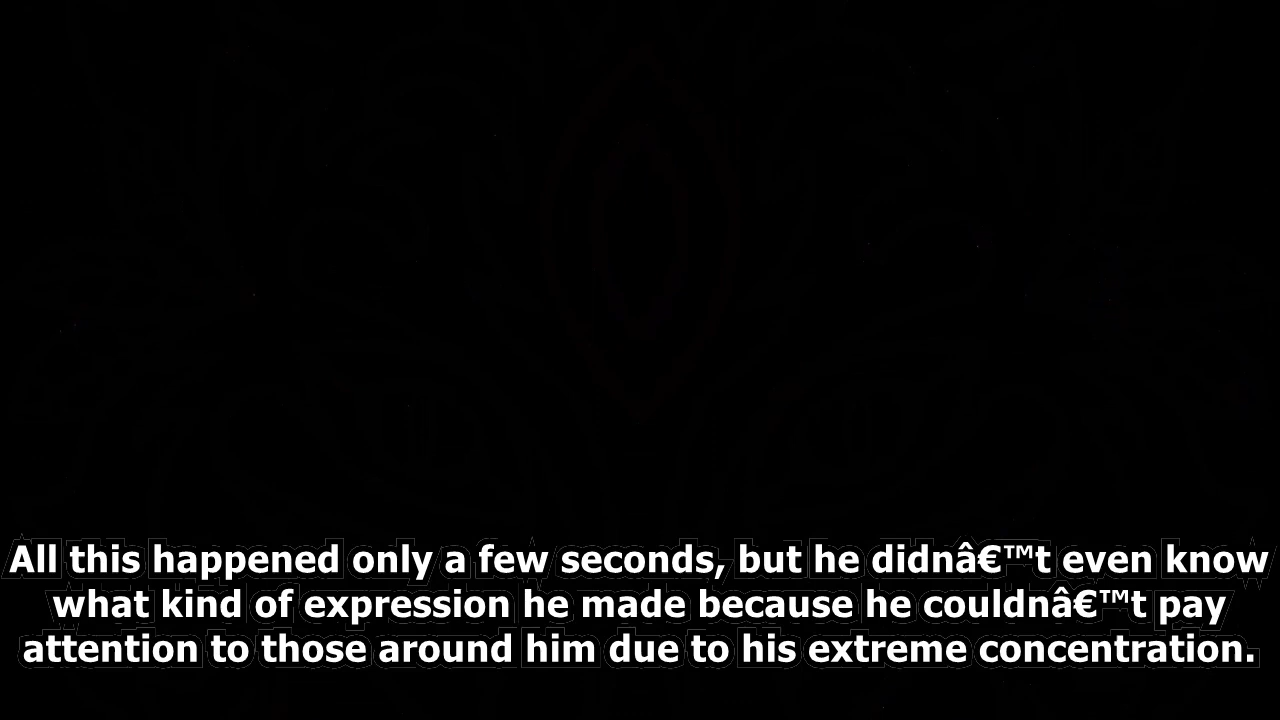 All this happened only a few seconds, but he didnâ€™t even know
what kind of expression he made because he couldnâ€™t pay
attention to those around him due to his extreme concentration.